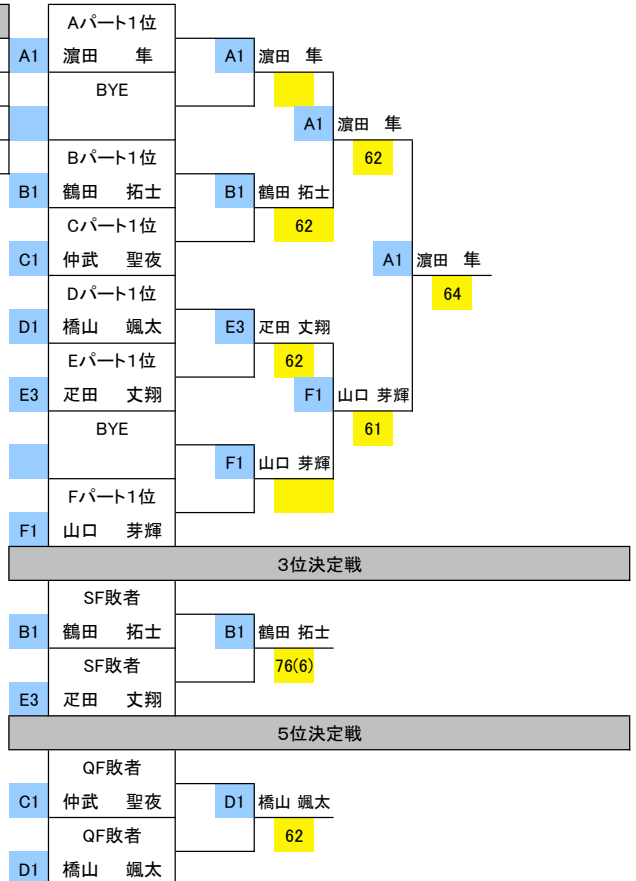 Aパート1位
A1 濵田 隼 A1 濵田 隼
BYE
A1 濵田 隼
Bパート1位 62
B1 鶴田 拓士 B1 鶴田 拓士
Cパート1位 62
C1 仲武 聖夜 A1 濵田 隼
Dパート1位 64
D1 橋山 颯太 E3 疋田 丈翔
Eパート1位 62
E3 疋田 丈翔 F1 山口 芽輝
BYE 61
F1 山口 芽輝
Fパート1位
F1 山口 芽輝
3位決定戦
SF敗者
B1 鶴田 拓士 B1 鶴田 拓士
SF敗者 76(6)
E3 疋田 丈翔
5位決定戦
QF敗者
C1 仲武 聖夜 D1 橋山 颯太
QF敗者 62
D1 橋山 颯太